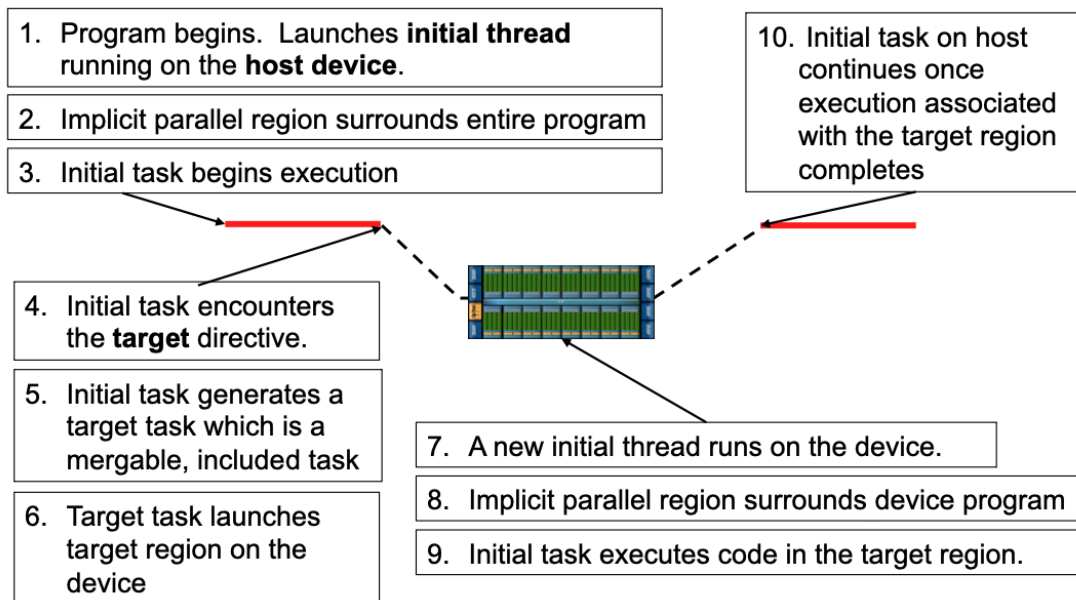 1. Program begins. Launches initial thread
running on the host device.
2. Implicit parallel region surrounds entire program
3. Initial task begins execution
10. Initial task on host
continues once
execution associated
with the target region
completes
4. Initial task encounters
the target directive.
5. Initial task generates a
target task which is a
mergable, included task
6. Target task launches
target region on the
device
7. A new initial thread runs on the device.
8. Implicit parallel region surrounds device program
9. Initial task executes code in the target region.